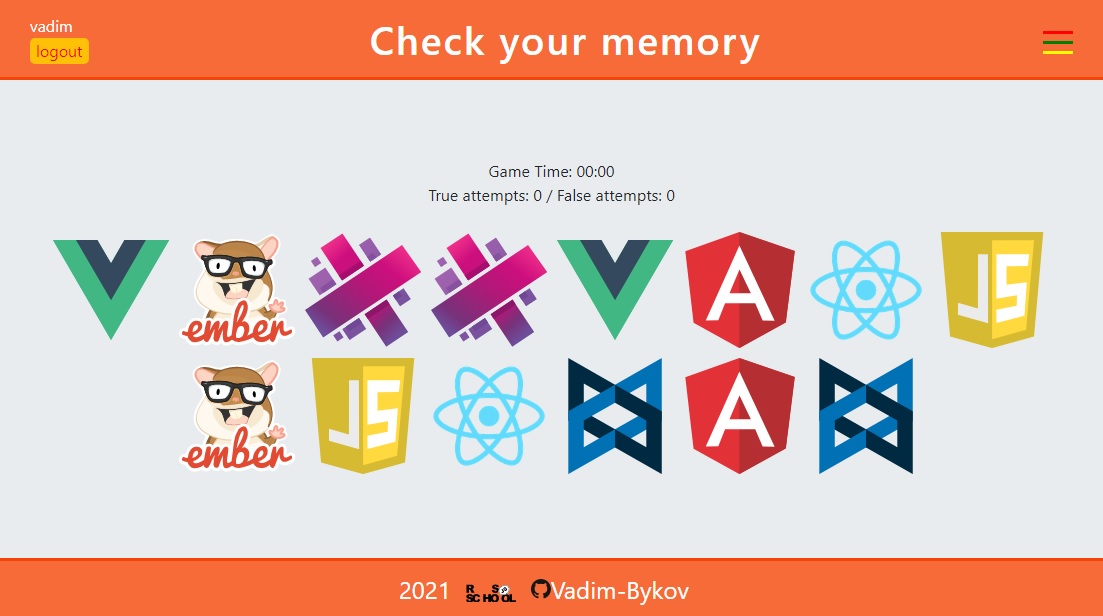 vadim
logout
Check your memory
Game Time: 00:00
True attempts: 0 / False attempts: 0
ember
JS
ember
JS
2021
RS
SCHOOL
Vadim-Bykov